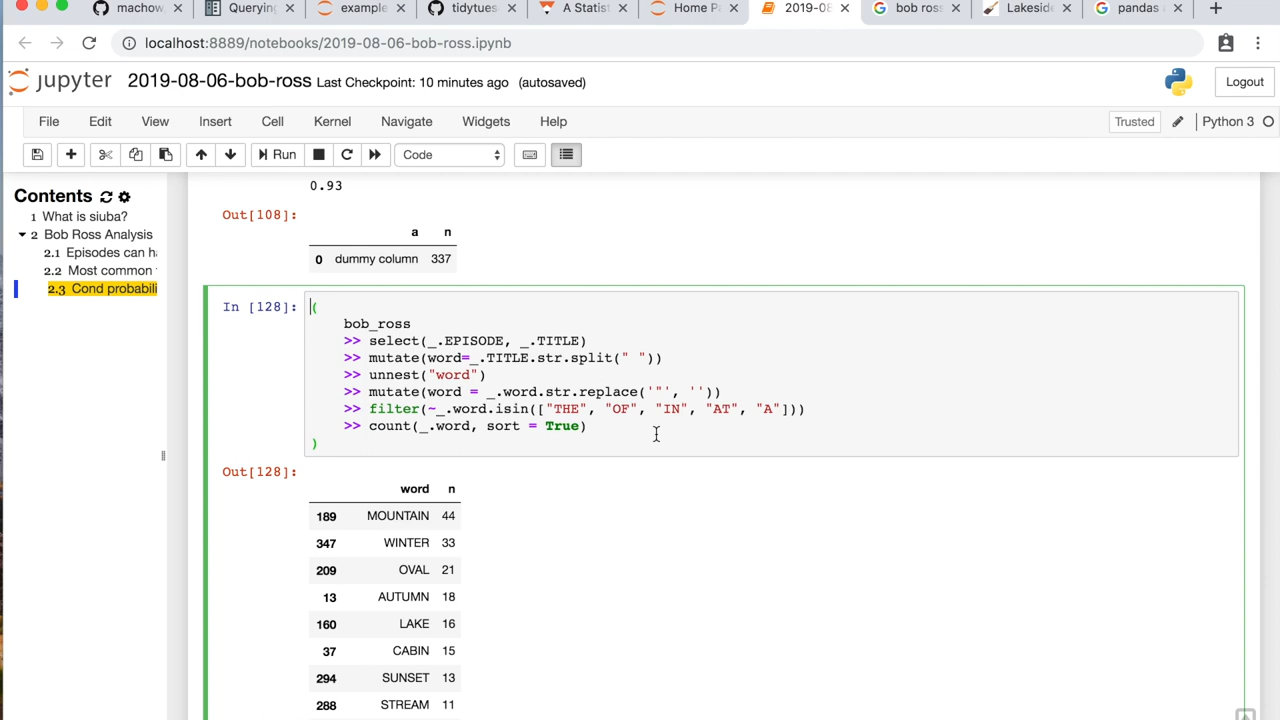 machow.
Querying
example
tidytues
A Statist
Home P
2019-08
bob ross
Lakeside
pandas
localhost:8889/notebooks/2019-08-06-bob-ross.ipynb
jupyter 2019-08-06-bob-ross Last Checkpoint: 10 minutes ago (autosaved)
Logout
File Edit View Insert Cell Kernel Navigate Widgets Help
Trusted
Python 3
Run
Code
Contents
1 What is siuba?
2 Bob Ross Analysis
2.1 Episodes can ha
2.2 Most common
2.3 Cond probabili
0.93
Out[108]:
a n
0 dummy column 337
In [128]: (
bob_ross
>> select(_.EPISODE, _.TITLE)
>> mutate(word=_.TITLE.str.split(" "))
>> unnest("word")
>> mutate(word = _.word.str.replace('"', ''))
>> filter(~_.word.isin(["THE", "OF", "IN", "AT", "A"]))
>> count(_.word, sort = True)
)
Out[128]:
word n
189 MOUNTAIN 44
347 WINTER 33
209 OVAL 21
13 AUTUMN 18
160 LAKE 16
37 CABIN 15
294 SUNSET 13
288 STREAM 11